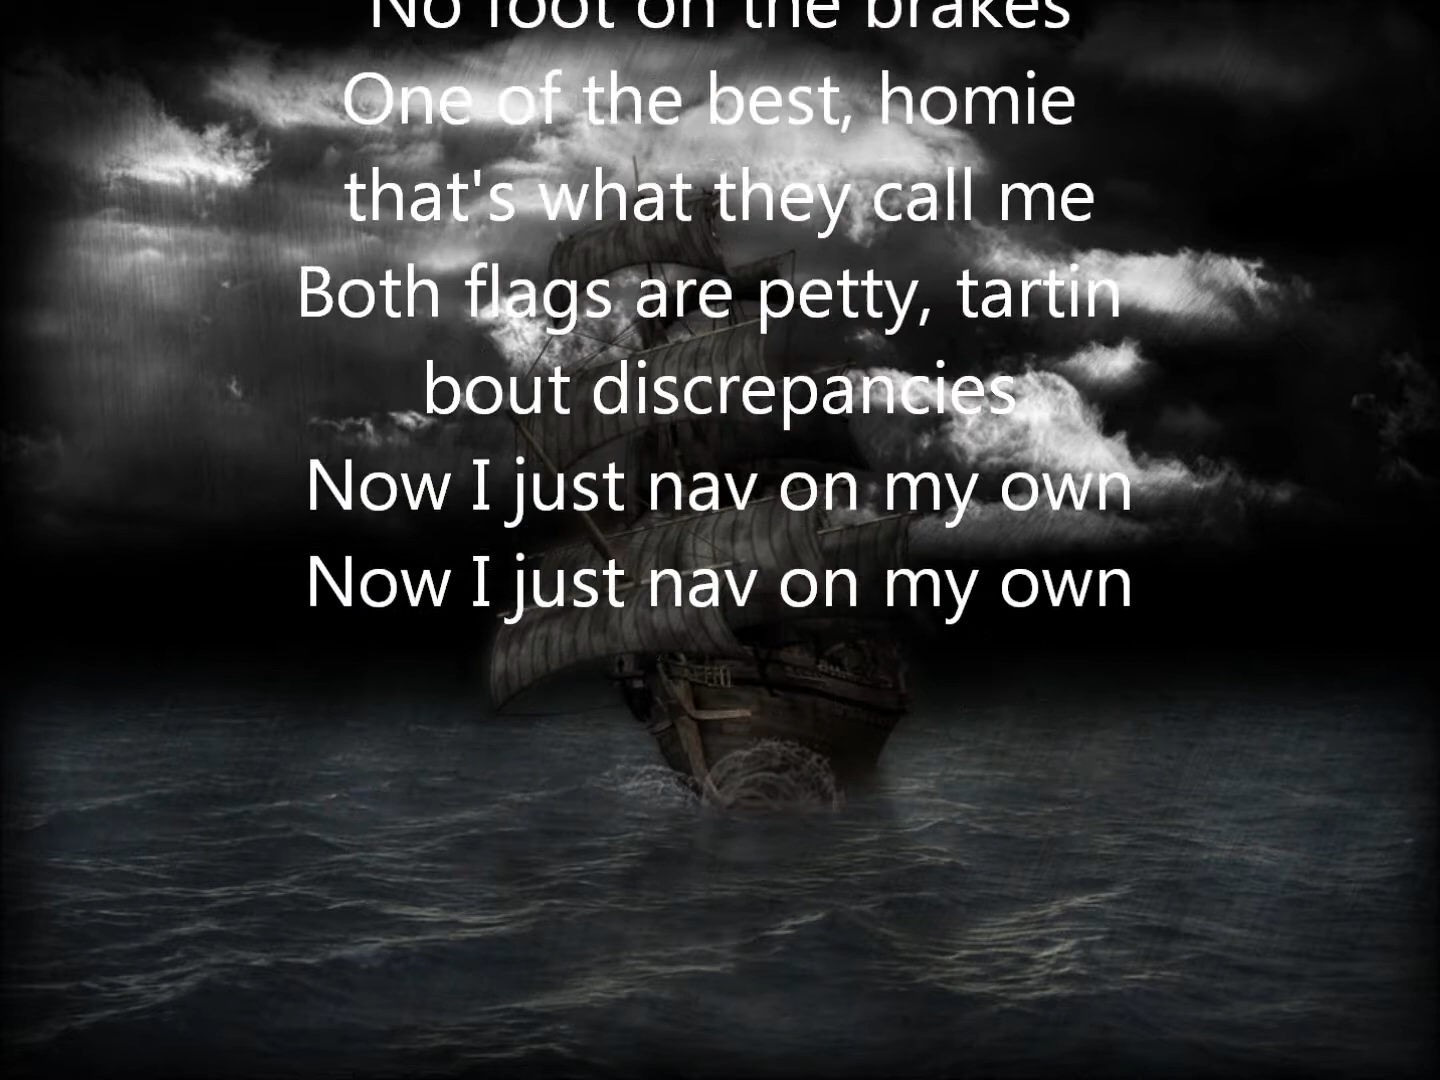 No foot on the brakes
One of the best, homie
that's what they call me
Both flags are petty, tartin
bout discrepancies
Now I just nav on my own
Now I just nav on my own